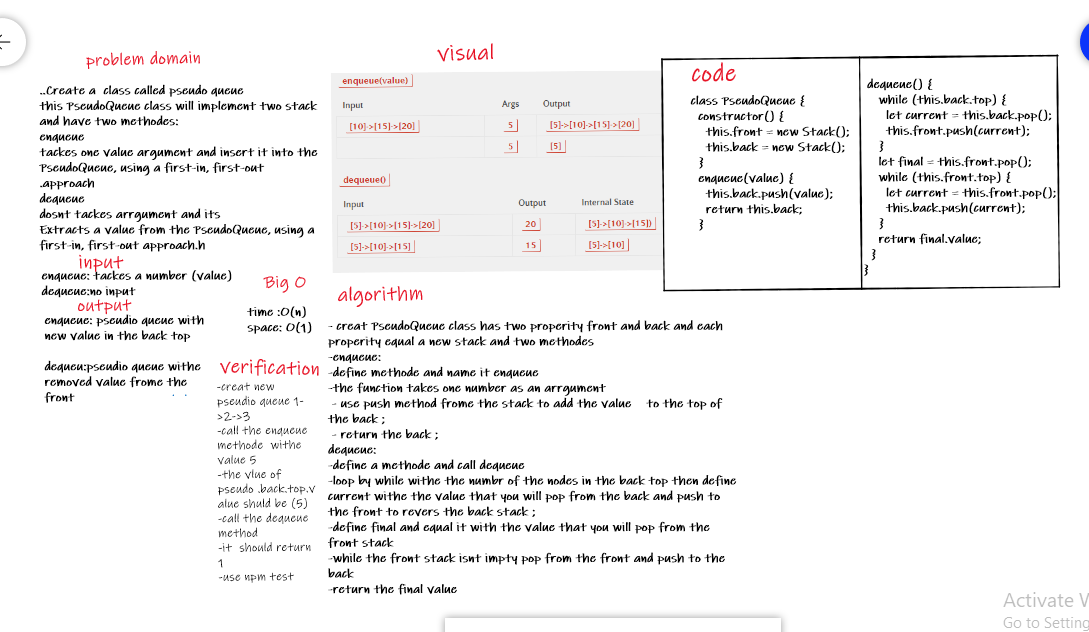 problem domain
..Create a class called pseudo queue
this PseudoQueue class will implement two stack
and have two methodes:
enqueue
tackes one value argument and insert it into the
PseudoQueue, using a first-in, first-out
.approach
dequeue
dosnt tackes arrgument and its
Extracts a value from the PseudoQueue, using a
first-in, first-out approach.h
input
enqueue: tackes a number (value)
dequeue:no input
output
enqueue: pseudio queue with
new value in the back top
dequeu:pseudio queue withe
removed value frome the
front
Big O
time :O(n)
space: O(1)
verification
-creat new
pseudio queue 1-
>2->3
-call the enqueue
methode withe
value 5
-the vlue of
pseudo .back.top.v
alue shuld be (5)
-call the dequeue
method
-it should return
1
-use npm test
visual
enqueue(value)
Input Args Output
[10]->[15]->[20] 5 [5]->[10]->[15]->[20]
5 [5]
dequeue()
Input Output Internal State
[5]->[10]->[15]->[20] 20 [5]->[10]->[15])
[5]->[10]->[15] 15 [5]->[10]
algorithm
- creat PseudoQueue class has two properity front and back and each
properity equal a new stack and two methodes
-enqueue:
-define methode and name it enqueue
-the function takes one number as an arrgument
- use push method frome the stack to add the value to the top of
the back ;
- return the back ;
dequeue:
-define a methode and call dequeue
-loop by while withe the numbr of the nodes in the back top then define
current withe the value that you will pop from the back and push to
the front to revers the back stack ;
-define final and equal it with the value that you will pop from the
front stack
-while the front stack isnt impty pop from the front and push to the
back
-return the final value
code
class PseudoQueue {
constructor() {
this.front = new Stack();
this.back = new Stack();
}
enqueue(value) {
this.back.push(value);
return this.back;
}
dequeue() {
while (this.back.top) {
let current = this.back.pop();
this.front.push(current);
}
let final = this.front.pop();
while (this.front.top) {
let current = this.front.pop();
this.back.push(current);
}
return final.value;
}
}
Activate
Go to Setting